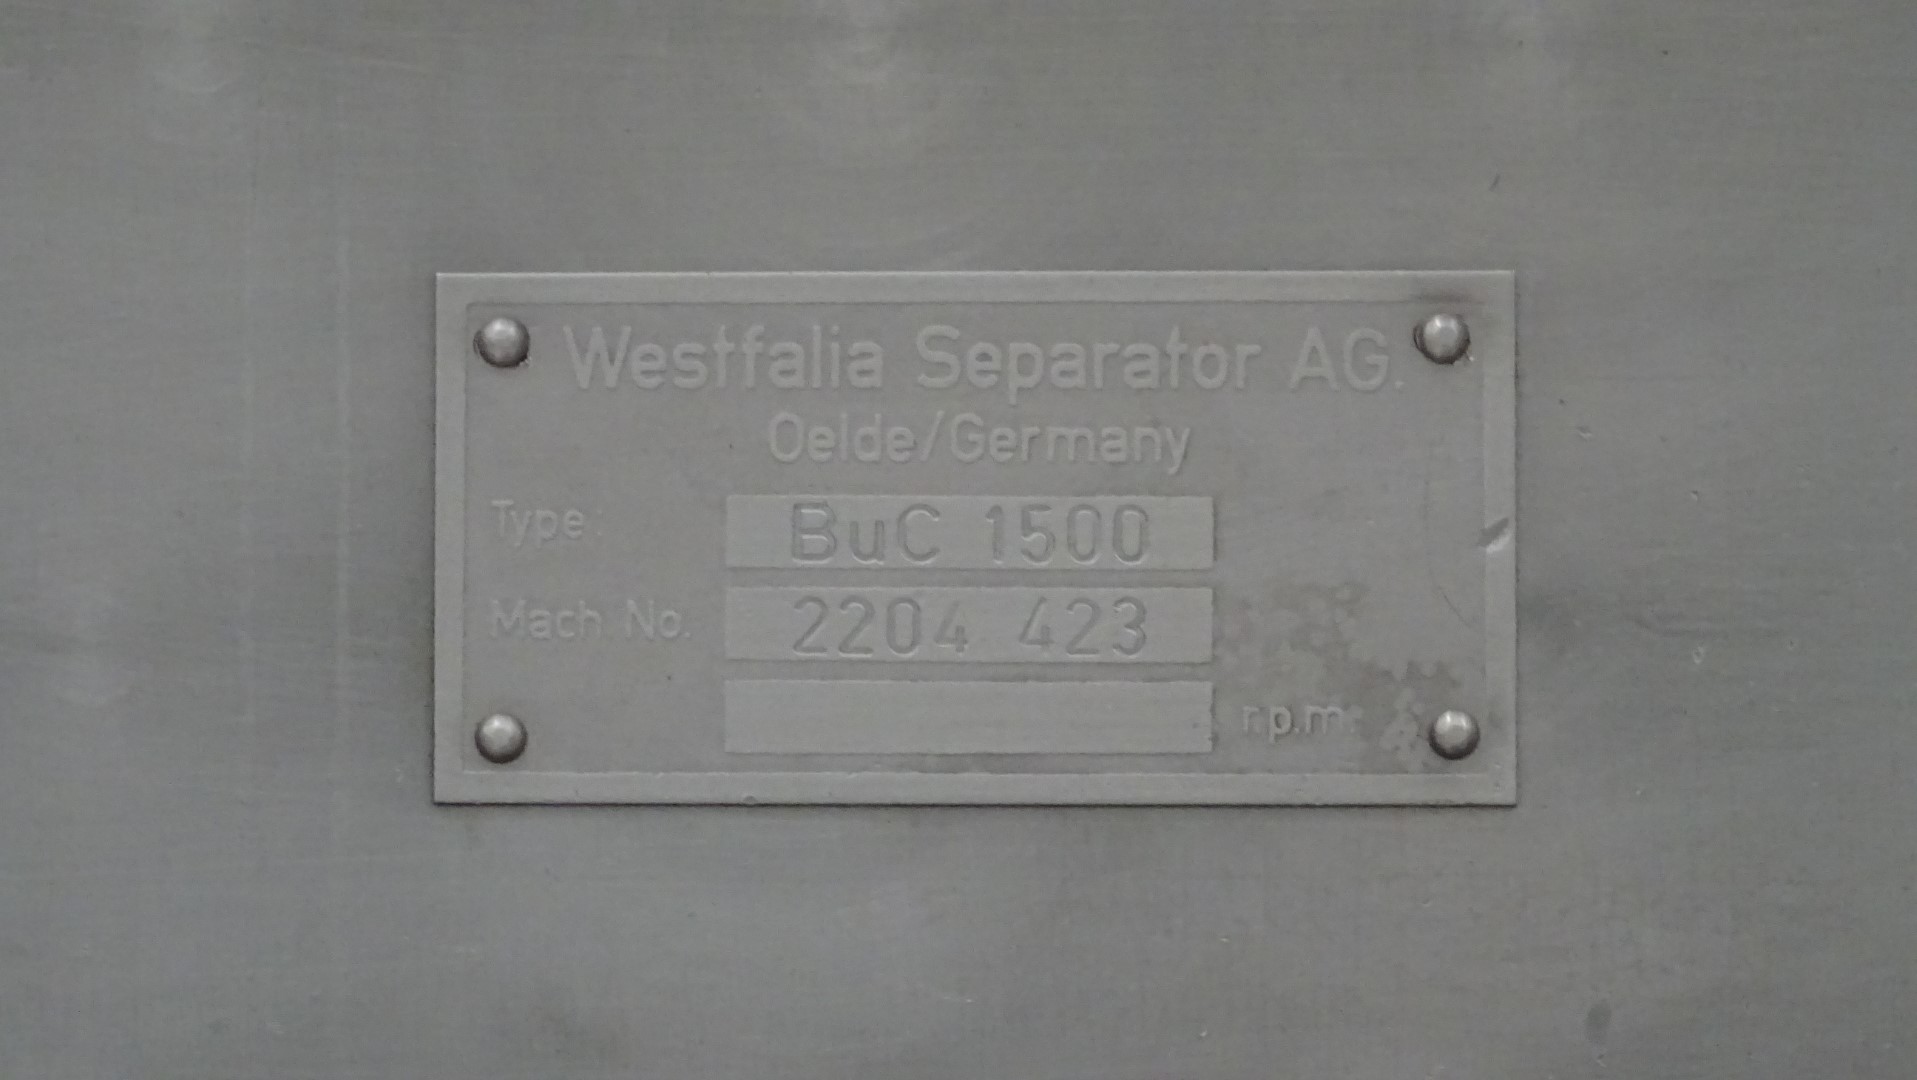 Westfalia Separator AG.
Oelde/Germany
Type: BuC 1500
Mach. No. 2204 423
r.p.m.